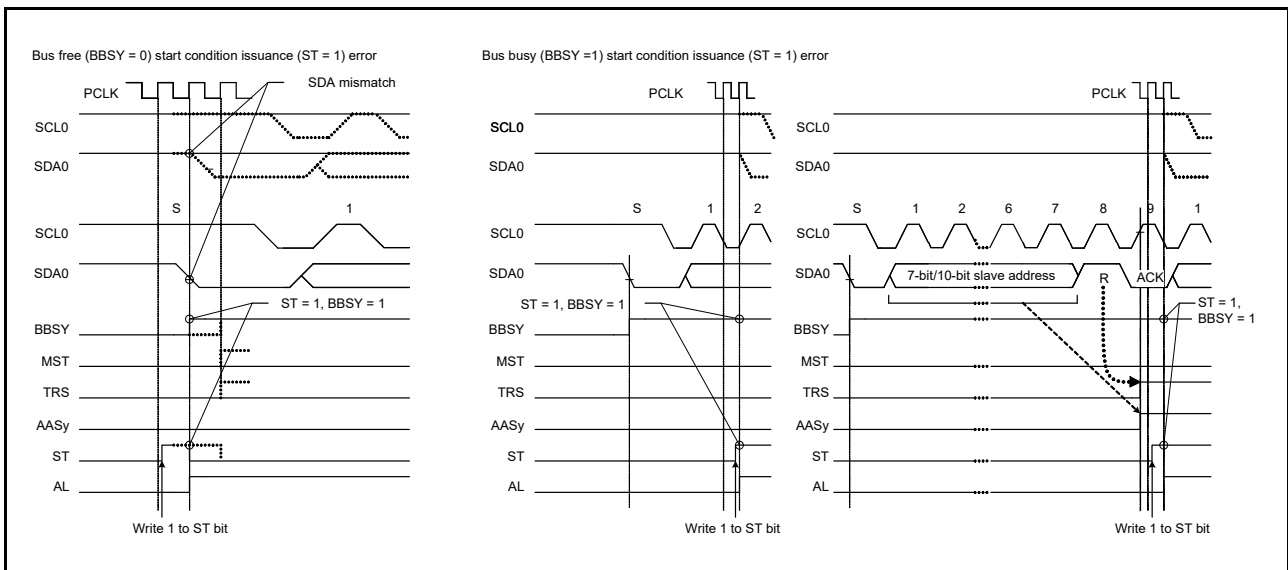 Bus free (BBSY = 0) start condition issuance (ST = 1) error
PCLK
SDA mismatch
SCL0
SDA0
S 1
SCL0
SDA0
ST = 1, BBSY = 1
BBSY
MST
TRS
AASy
ST
AL
Write 1 to ST bit
Bus busy (BBSY =1) start condition issuance (ST = 1) error
PCLK
SCL0
SDA0
S 1 2
SCL0
SDA0
ST = 1, BBSY = 1
BBSY
MST
TRS
AASy
ST
AL
Write 1 to ST bit
PCLK
SCL0
SDA0
S 1 2 6 7 8 9 1
SCL0
SDA0
7-bit/10-bit slave address
R
ACK
ST = 1,
BBSY = 1
BBSY
MST
TRS
AASy
ST
AL
Write 1 to ST bit